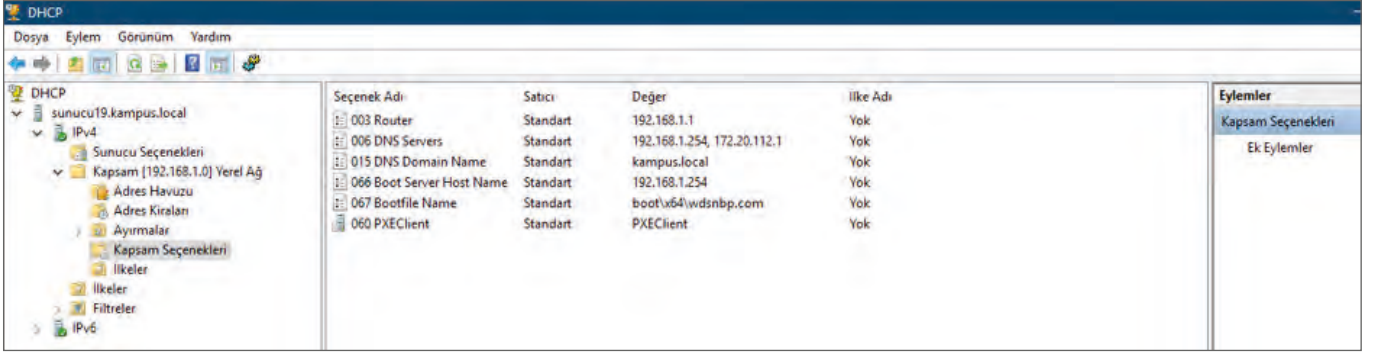 DHCP
Dosya Eylem Görünüm Yardım
DHCP
sunucu19.kampus.local
IPv4
Sunucu Seçenekleri
Kapsam [192.168.1.0] Yerel Ağ
Adres Havuzu
Adres Kiraları
Ayırmalar
Kapsam Seçenekleri
İlkeler
İlkeler
Filtreler
IPv6
Seçenek Adı Satıcı Değer İlke Adı
003 Router Standart 192.168.1.1 Yok
006 DNS Servers Standart 192.168.1.254, 172.20.112.1 Yok
015 DNS Domain Name Standart kampus.local Yok
066 Boot Server Host Name Standart 192.168.1.254 Yok
067 Bootfile Name Standart boot\x64\wdsnbp.com Yok
060 PXEClient Standart PXEClient Yok
Eylemler
Kapsam Seçenekleri
Ek Eylemler